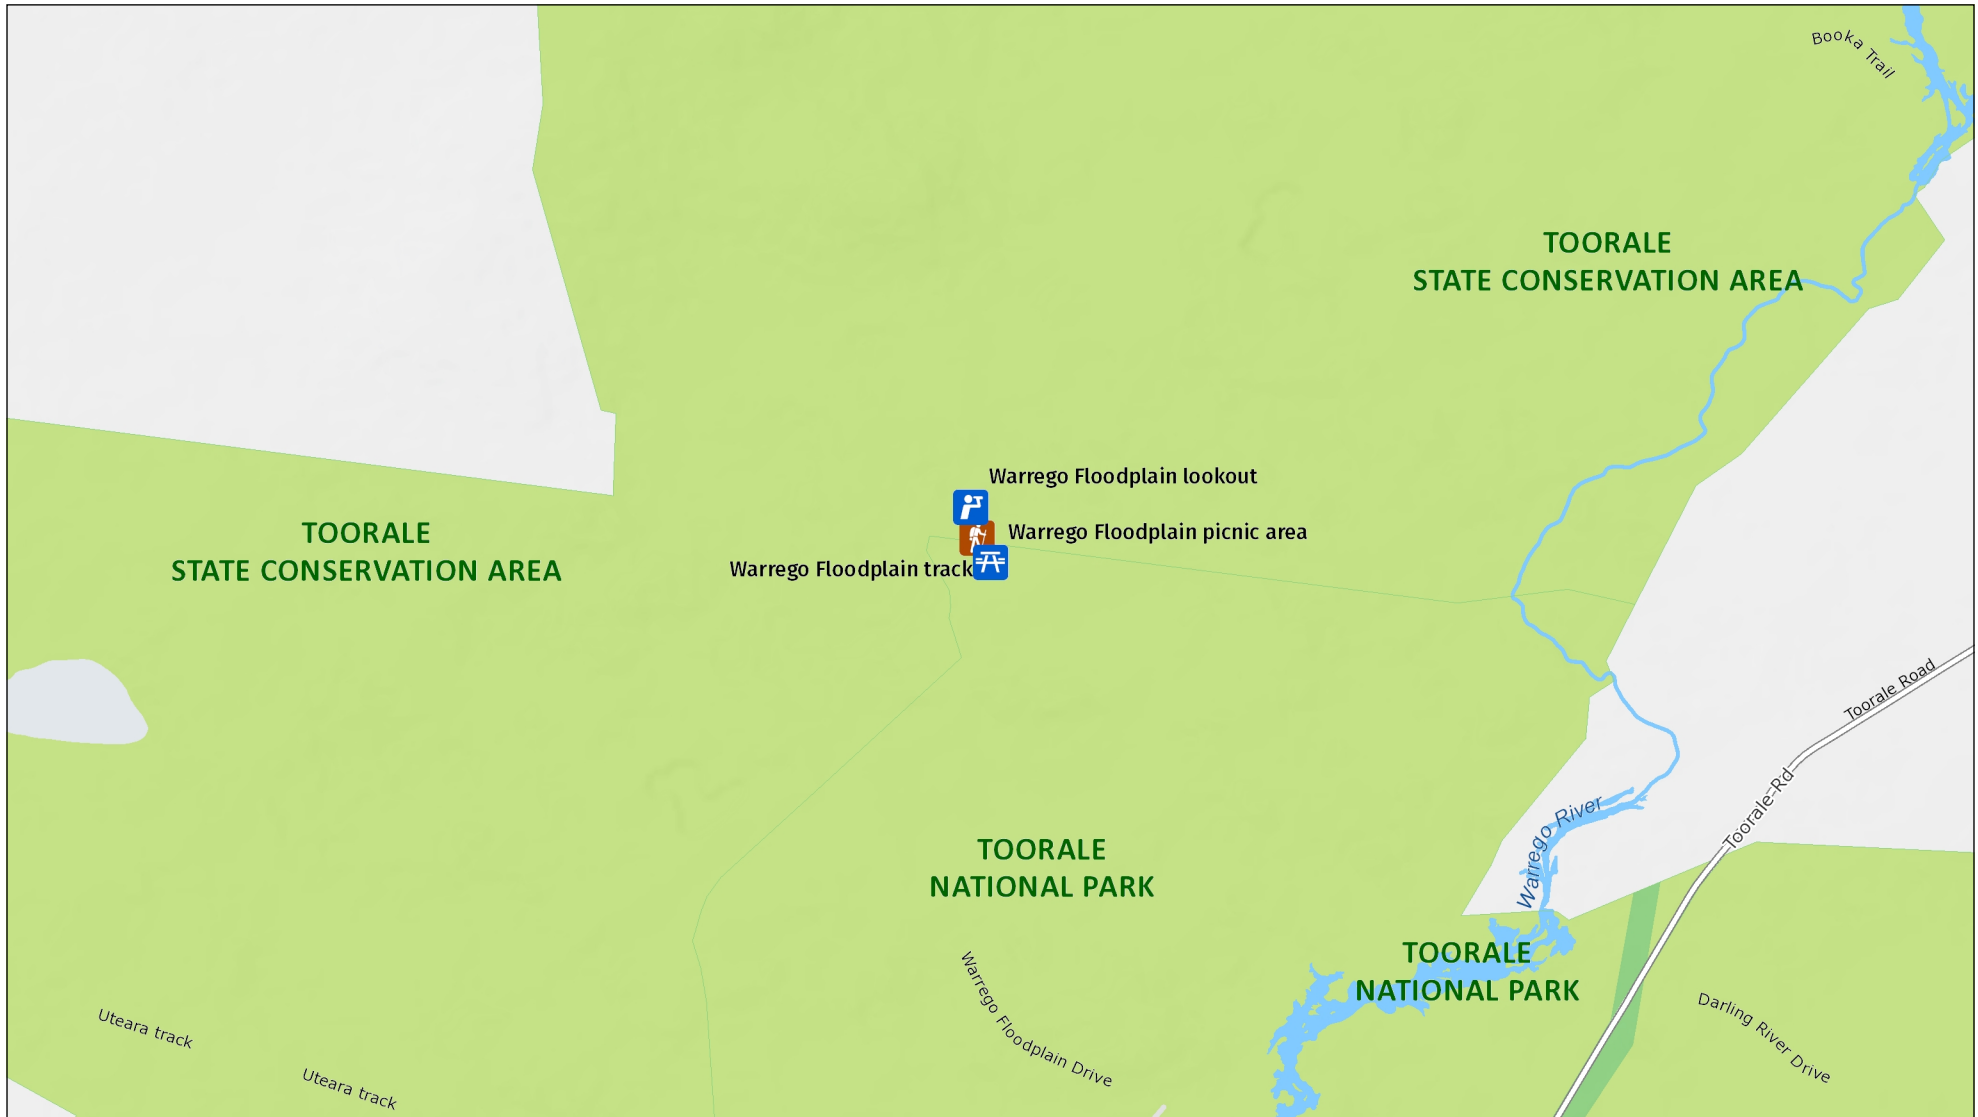 Booka Trail
TOORALE
STATE CONSERVATION AREA
Warrego Floodplain lookout
Warrego Floodplain picnic area
Warrego Floodplain track
TOORALE
STATE CONSERVATION AREA
Toorale Road
Toorale Rd
Warrego River
TOORALE
NATIONAL PARK
TOORALE
NATIONAL PARK
Warrego Floodplain Drive
Darling River Drive
Uteara track
Uteara track